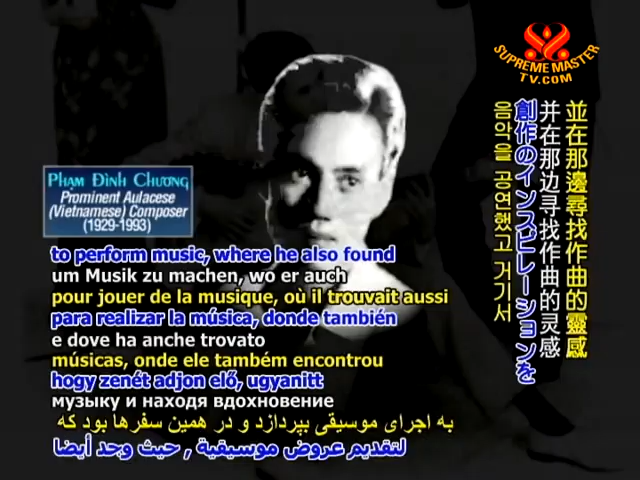 SUPREME MASTER
TV.COM
PHẠM ĐÌNH CHƯƠNG
Prominent Aulacese
(Vietnamese) Composer
(1929-1993)
to perform music, where he also found
um Musik zu machen, wo er auch
pour jouer de la musique, où il trouvait aussi
para realizar la música, donde también
e dove ha anche trovato
músicas, onde ele também encontrou
hogy zenét adjon elő, ugyanitt
музыку и находя вдохновение
به اجرای موسیقی بپردازد و در همین سفرها بود که
لتقديم عروض موسيقية , حيث وجد أيضا
並在那邊尋找作曲的靈感
并在那边寻找作曲的灵感
創作のインスピレーションを
음악을 공연했고 거기서